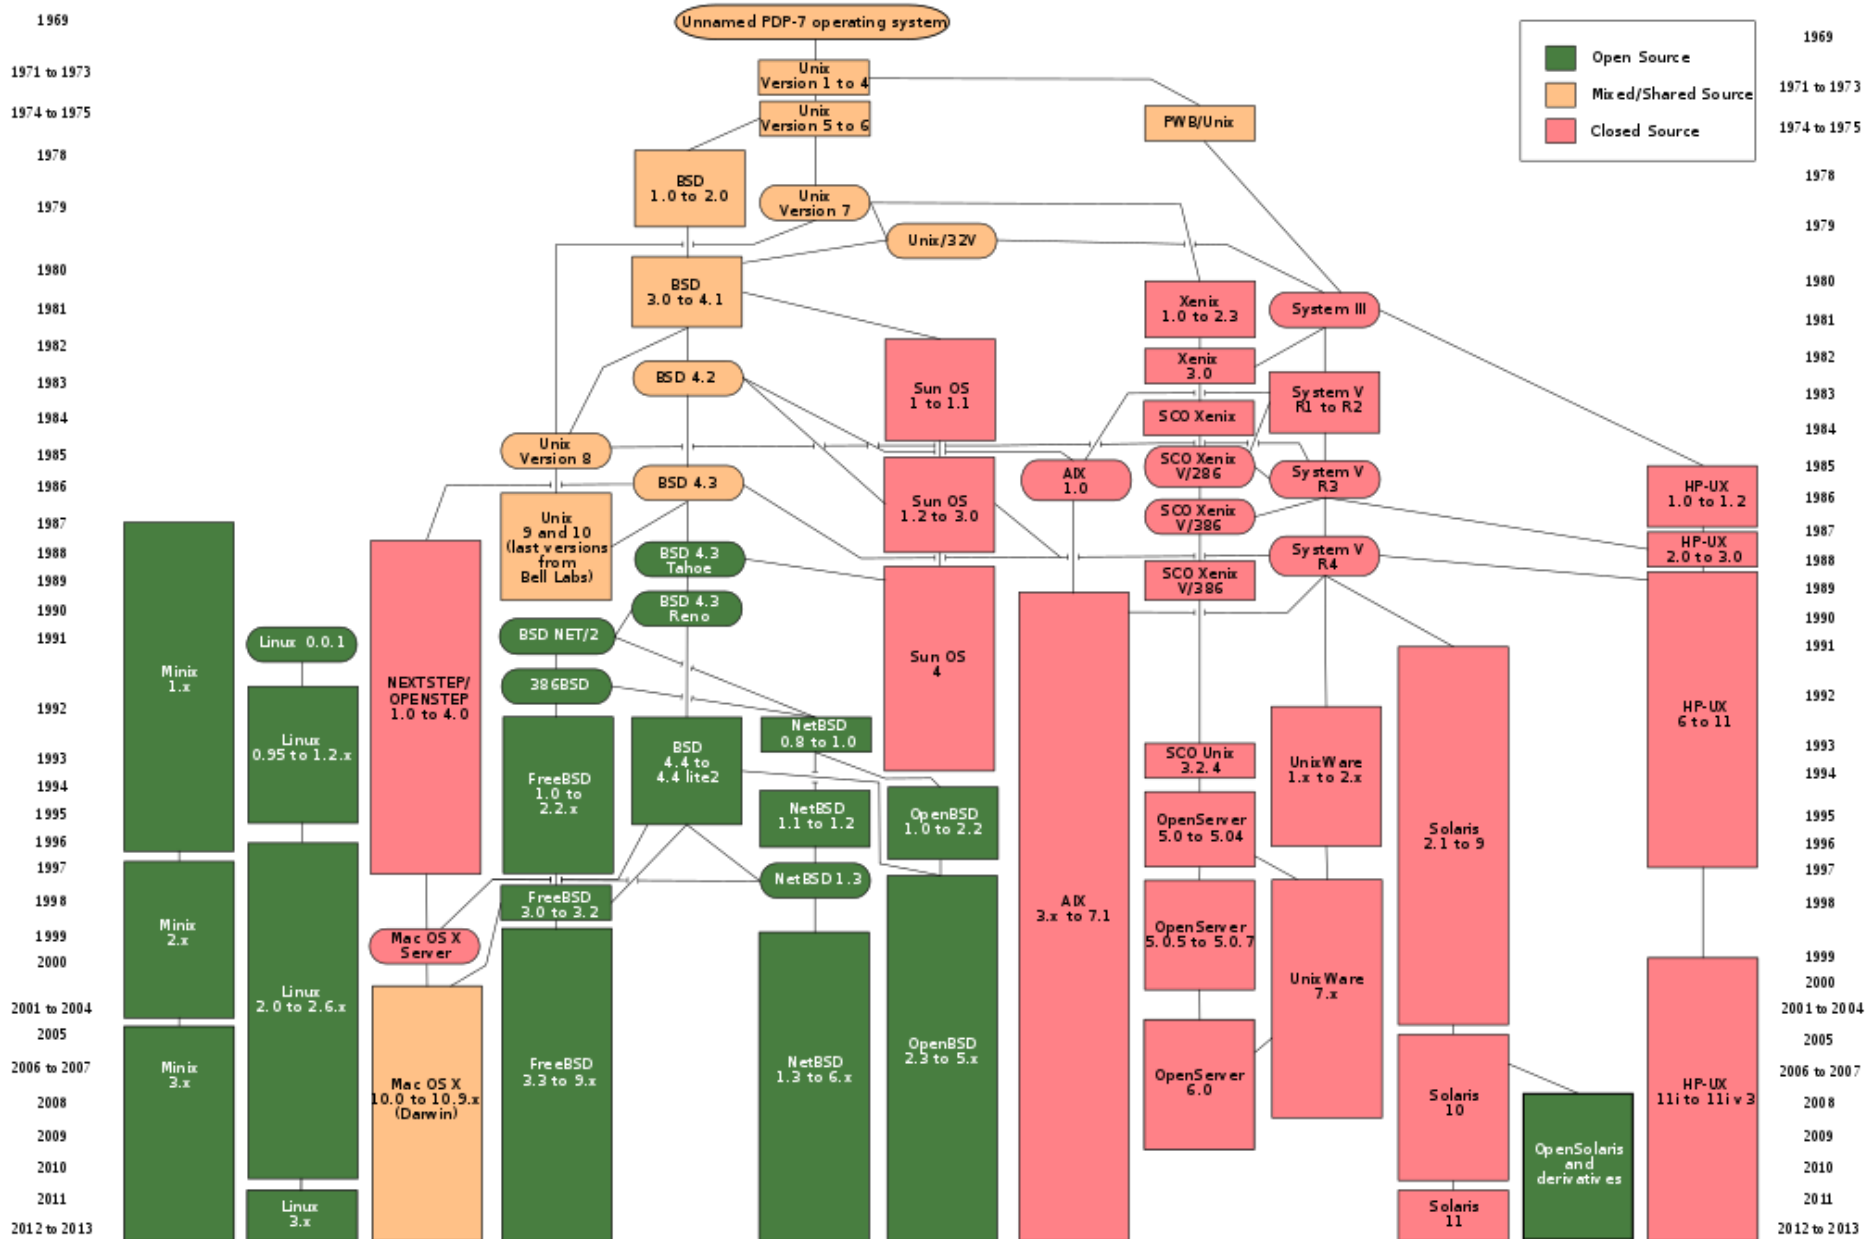 Unnamed PDP-7 operating system
1969
1971 to 1973
1974 to 1975
1978
1979
1980
1981
1982
1983
1984
1985
1986
1987
1988
1989
1990
1991
1992
1993
1994
1995
1996
1997
1998
1999
2000
2001 to 2004
2005
2006 to 2007
2008
2009
2010
2011
2012 to 2013
Open Source
Mixed/Shared Source
Closed Source
1969
1971 to 1973
1974 to 1975
1978
1979
1980
1981
1982
1983
1984
1985
1986
1987
1988
1989
1990
1991
1992
1993
1994
1995
1996
1997
1998
1999
2000
2001 to 2004
2005
2006 to 2007
2008
2009
2010
2011
2012 to 2013
Unix
Version 1 to 4
Unix
Version 5 to 6
PWB/Unix
BSD
1.0 to 2.0
Unix
Version 7
Unix/32V
BSD
3.0 to 4.1
Xenix
1.0 to 2.3
System III
Xenix
3.0
BSD 4.2
Sun OS
1 to 1.1
System V
R1 to R2
SCO Xenix
Unix
Version 8
SCO Xenix
V/286
AIX
1.0
System V
R3
BSD 4.3
Sun OS
1.2 to 3.0
HP-UX
1.0 to 1.2
SCO Xenix
V/386
Unix
9 and 10
(last versions
from
Bell Labs)
BSD 4.3
Tahoe
System V
R4
HP-UX
2.0 to 3.0
SCO Xenix
V/386
BSD 4.3
Reno
BSD NET/2
Linux 0.0.1
Minix
1.x
386BSD
NEXTSTEP/
OPENSTEP
1.0 to 4.0
Sun OS
4
HP-UX
6 to 11
Linux
0.95 to 1.2.x
NetBSD
0.8 to 1.0
BSD
4.4 to
4.4 lite2
SCO Unix
3.2.4
UnixWare
1.x to 2.x
FreeBSD
1.0 to
2.2.x
NetBSD
1.1 to 1.2
OpenBSD
1.0 to 2.2
OpenServer
5.0 to 5.04
Solaris
2.1 to 9
NetBSD 1.3
FreeBSD
3.0 to 3.2
AIX
3.x to 7.1
Minix
2.x
OpenServer
5.0.5 to 5.0.7
Mac OS X
Server
UnixWare
7.x
Linux
2.0 to 2.6.x
OpenBSD
2.3 to 5.x
Minix
3.x
FreeBSD
3.3 to 9.x
NetBSD
1.3 to 6.x
OpenServer
6.0
Mac OS X
10.0 to 10.9.x
(Darwin)
Solaris
10
HP-UX
11i to 11i v3
OpenSolaris
and
derivatives
Linux
3.x
Solaris
11